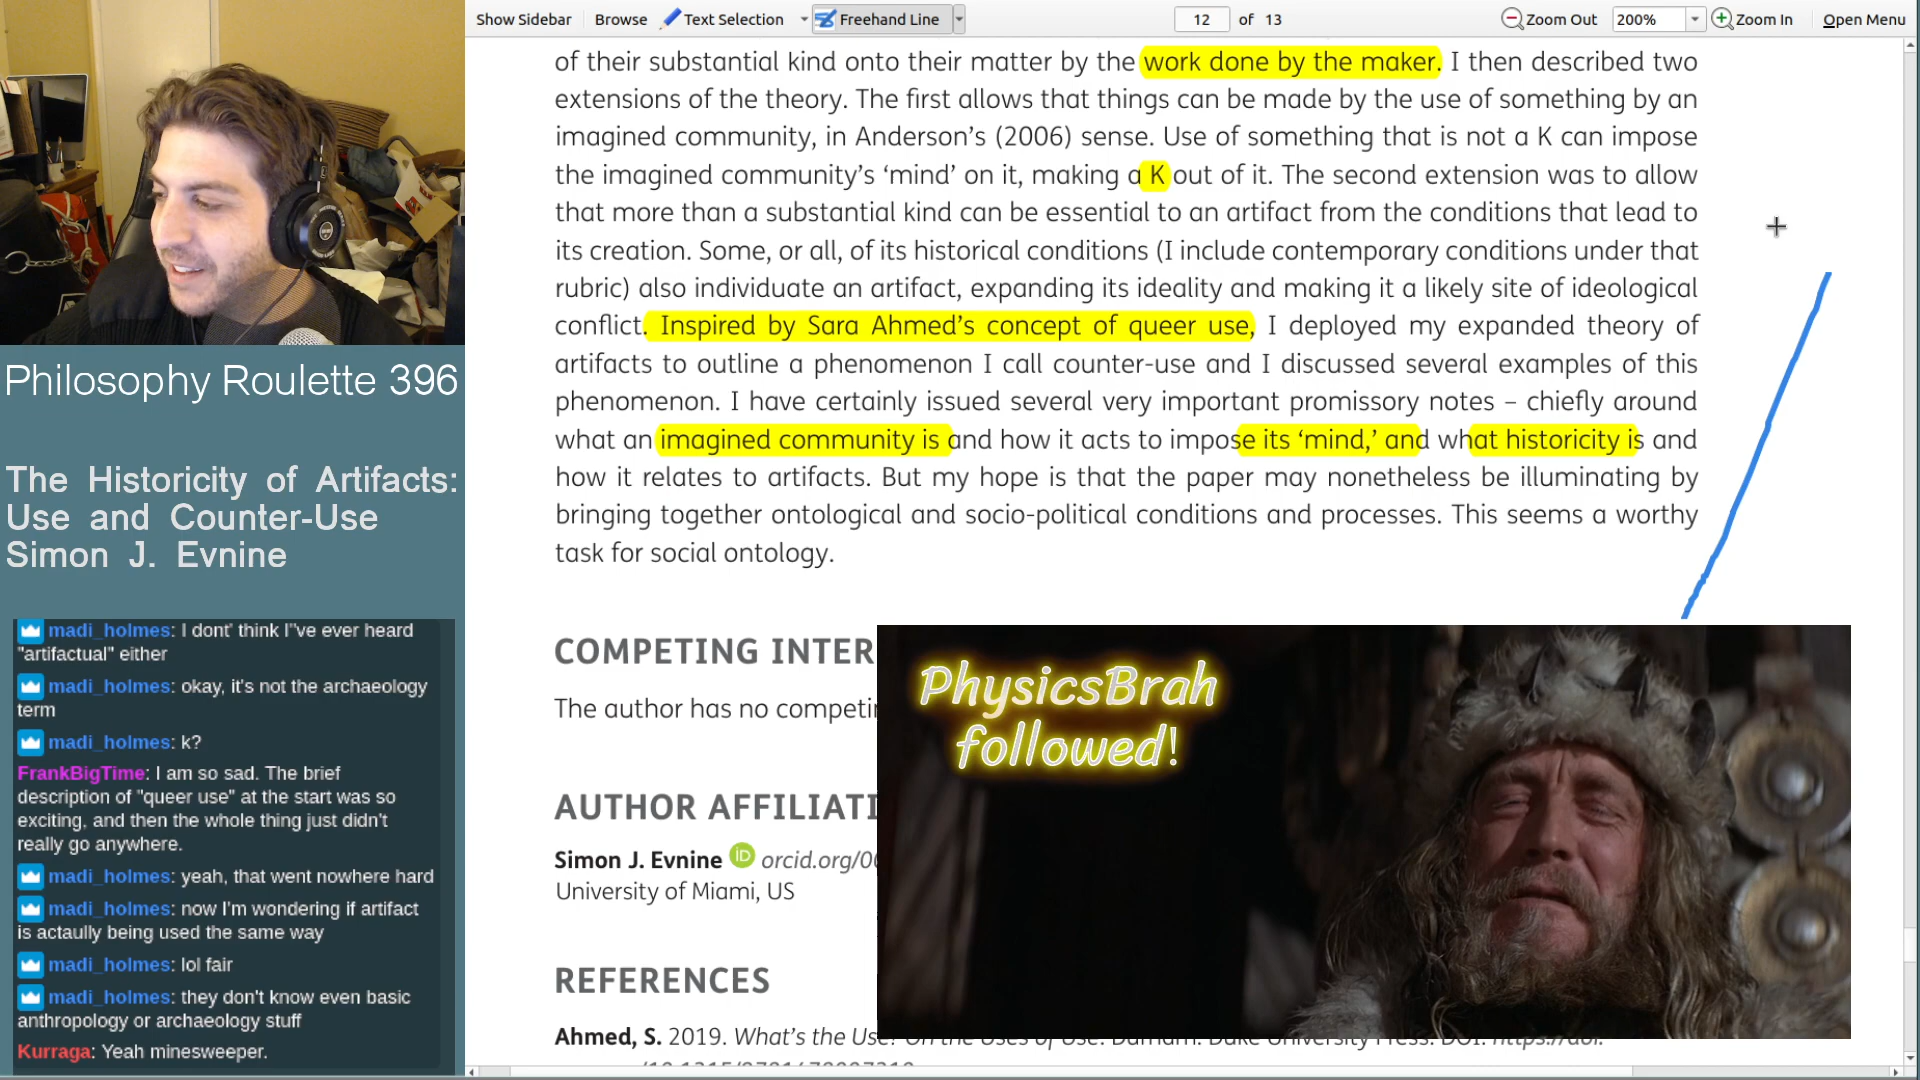 Show Sidebar Browse Text Selection Freehand Line 12 of 13 Zoom Out 200% Zoom In Open Menu
of their substantial kind onto their matter by the work done by the maker. I then described two
extensions of the theory. The first allows that things can be made by the use of something by an
imagined community, in Anderson’s (2006) sense. Use of something that is not a K can impose
the imagined community’s ‘mind’ on it, making a K out of it. The second extension was to allow
that more than a substantial kind can be essential to an artifact from the conditions that lead to
its creation. Some, or all, of its historical conditions (I include contemporary conditions under that
rubric) also individuate an artifact, expanding its ideality and making it a likely site of ideological
conflict. Inspired by Sara Ahmed’s concept of queer use, I deployed my expanded theory of
artifacts to outline a phenomenon I call counter-use and I discussed several examples of this
phenomenon. I have certainly issued several very important promissory notes – chiefly around
what an imagined community is and how it acts to impose its ‘mind,’ and what historicity is and
how it relates to artifacts. But my hope is that the paper may nonetheless be illuminating by
bringing together ontological and socio-political conditions and processes. This seems a worthy
task for social ontology.
COMPETING INTER
The author has no competi
AUTHOR AFFILIATI
Simon J. Evnine iD orcid.org/00
University of Miami, US
REFERENCES
Ahmed, S. 2019. What’s the Use?
PhysicsBrah
followed!
Philosophy Roulette 396
The Historicity of Artifacts:
Use and Counter-Use
Simon J. Evnine
madi_holmes: I dont' think I"ve ever heard
"artifactual" either
madi_holmes: okay, it's not the archaeology
term
madi_holmes: k?
FrankBigTime: I am so sad. The brief
description of "queer use" at the start was so
exciting, and then the whole thing just didn't
really go anywhere.
madi_holmes: yeah, that went nowhere hard
madi_holmes: now I'm wondering if artifact
is actaully being used the same way
madi_holmes: lol fair
madi_holmes: they don't know even basic
anthropology or archaeology stuff
Kurraga: Yeah minesweeper.